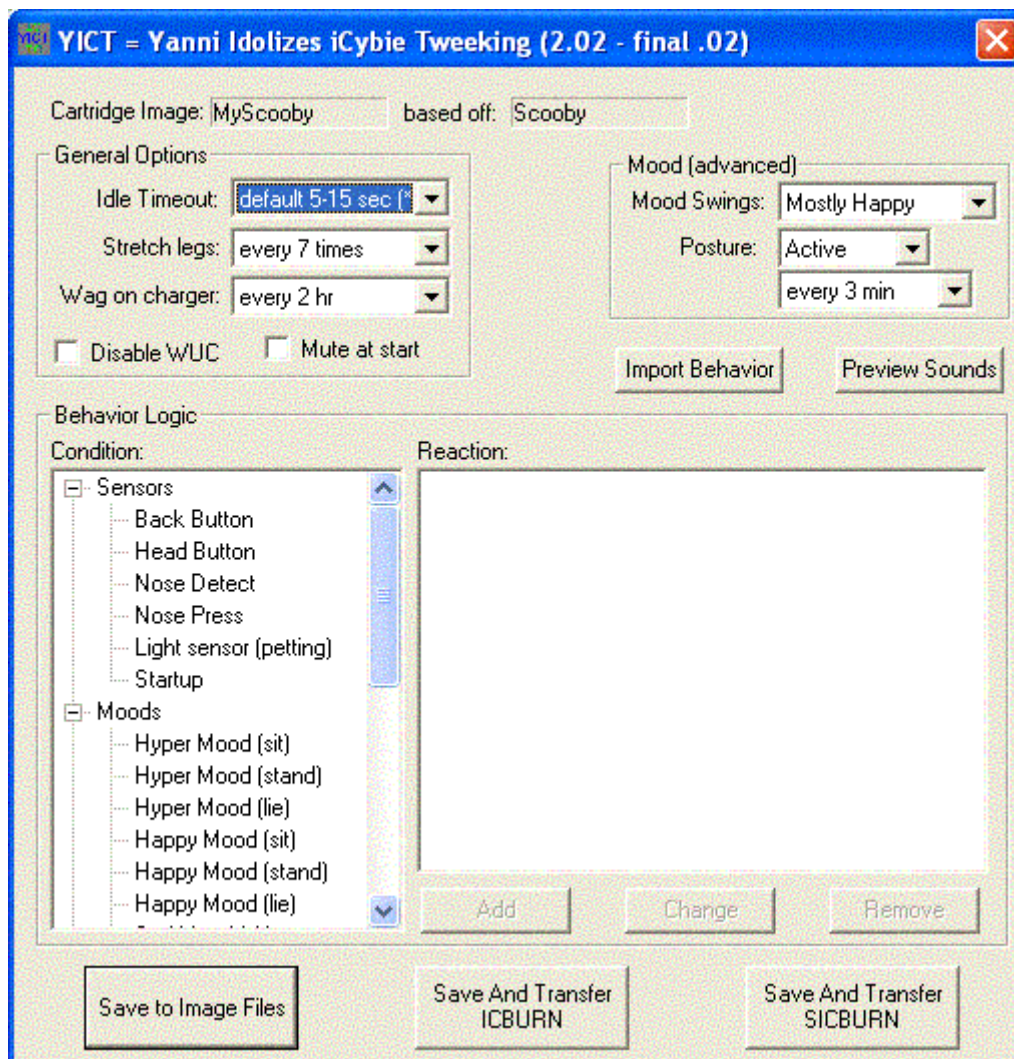 YICT YICT = Yanni Idolizes iCybie Tweeking (2.02 - final .02)
Cartridge Image: MyScooby based off: Scooby
General Options
Idle Timeout: default 5-15 sec (*
Stretch legs: every 7 times
Wag on charger: every 2 hr
Disable WUC Mute at start
Mood (advanced)
Mood Swings: Mostly Happy
Posture: Active
every 3 min
Import Behavior Preview Sounds
Behavior Logic
Condition: Reaction:
Sensors
Back Button
Head Button
Nose Detect
Nose Press
Light sensor (petting)
Startup
Moods
Hyper Mood (sit)
Hyper Mood (stand)
Hyper Mood (lie)
Happy Mood (sit)
Happy Mood (stand)
Happy Mood (lie)
Add Change Remove
Save to Image Files
Save And Transfer
ICBURN
Save And Transfer
SICBURN